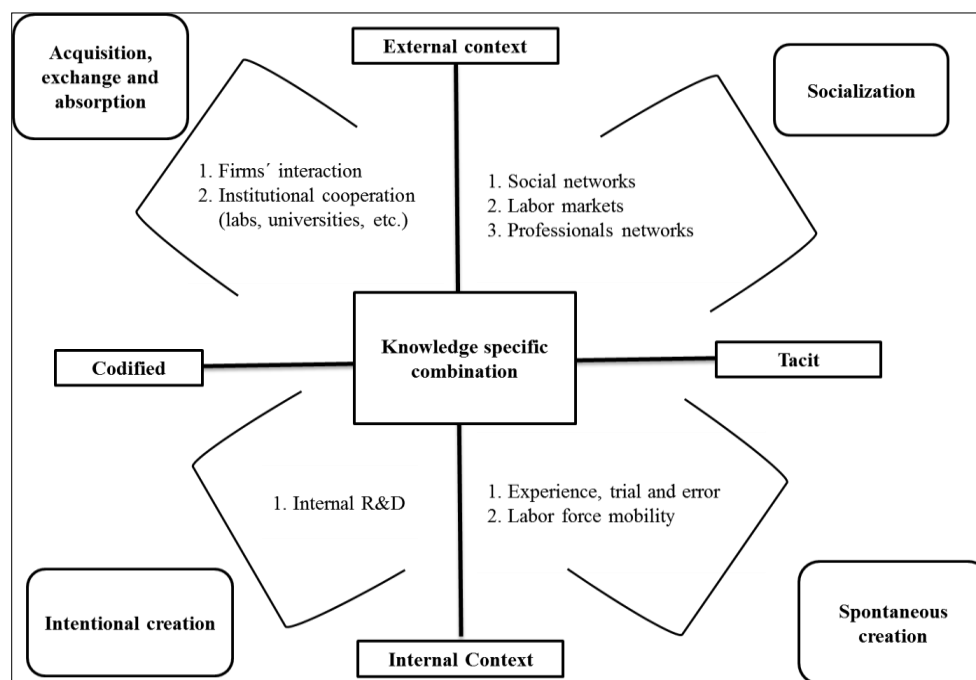 Acquisition,
exchange and
absorption
External context
Socialization
1. Firms´ interaction
2. Institutional cooperation
(labs, universities, etc.)
1. Social networks
2. Labor markets
3. Professionals networks
Codified
Knowledge specific
combination
Tacit
1. Internal R&D
1. Experience, trial and error
2. Labor force mobility
Intentional creation
Internal Context
Spontaneous
creation